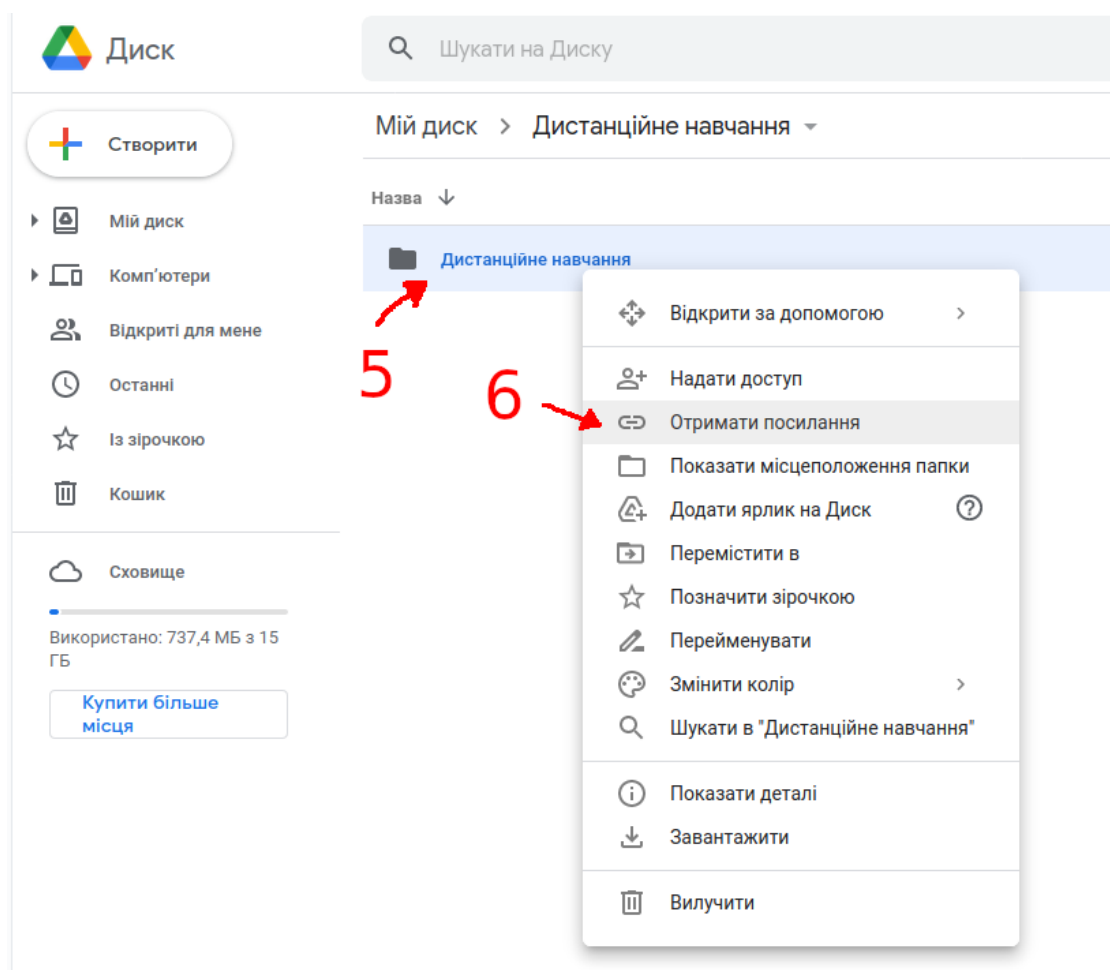 Диск
Шукати на Диску
Створити
Мій диск > Дистанційне навчання
Назва
Мій диск
Комп'ютери
Відкриті для мене
Останні
Із зірочкою
Кошик
Сховище
Використано: 737,4 МБ з 15
ГБ
Купити більше
місця
Дистанційне навчання
5
6
Відкрити за допомогою
Надати доступ
Отримати посилання
Показати місцеположення папки
Додати ярлик на Диск
Перемістити в
Позначити зірочкою
Перейменувати
Змінити колір
Шукати в "Дистанційне навчання"
Показати деталі
Завантажити
Вилучити